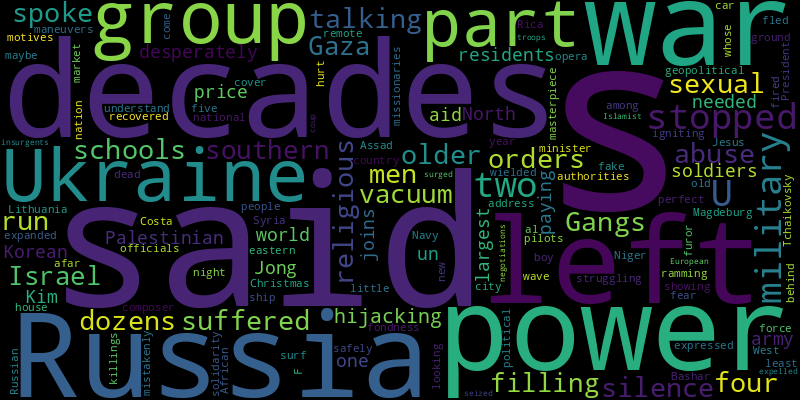 spoke
group
talking
part
war
maneuvers
come
remote
Rica
car
whose
fled
motives
desperately
Gaza
troops
residents
opera
ground
maybe
market
hurt
missionaries
geopolitical
President
decades
price
cover
sexual
fired
S
understand
five
nation
recovered
national
coup
aid
North
masterpiece
among
needed
Islamist
stopped
year
igniting
insurgents
schools
southern
Assad
older
minister
orders
fake
Jesus
abuse
dead
religious
country
men
vacuum
wielded
authorities
soldiers
Ukraine
two
paying
old
U
perfect
Lithuania
people
joins
address
Magdeburg
military
run
expanded
Costa
Syria
Navy
al
Gangs
furor
Tchaikovsky
Palestinian
world
said
largest
pilots
left
Korean
afar
officials
eastern
un
negotiations
boy
Niger
European
ramming
behind
Israel
night
Jong
Christmas
new
city
wave
struggling
showing
Kim
ship
little
fear
house
composer
hijacking
power
force
dozens
suffered
fondness
army
Russia
killings
solidarity
African
surf
one
safely
looking
political
expressed
West
Russian
mistakenly
F
Bashar
least
surged
filling
silence
four
expelled
seized